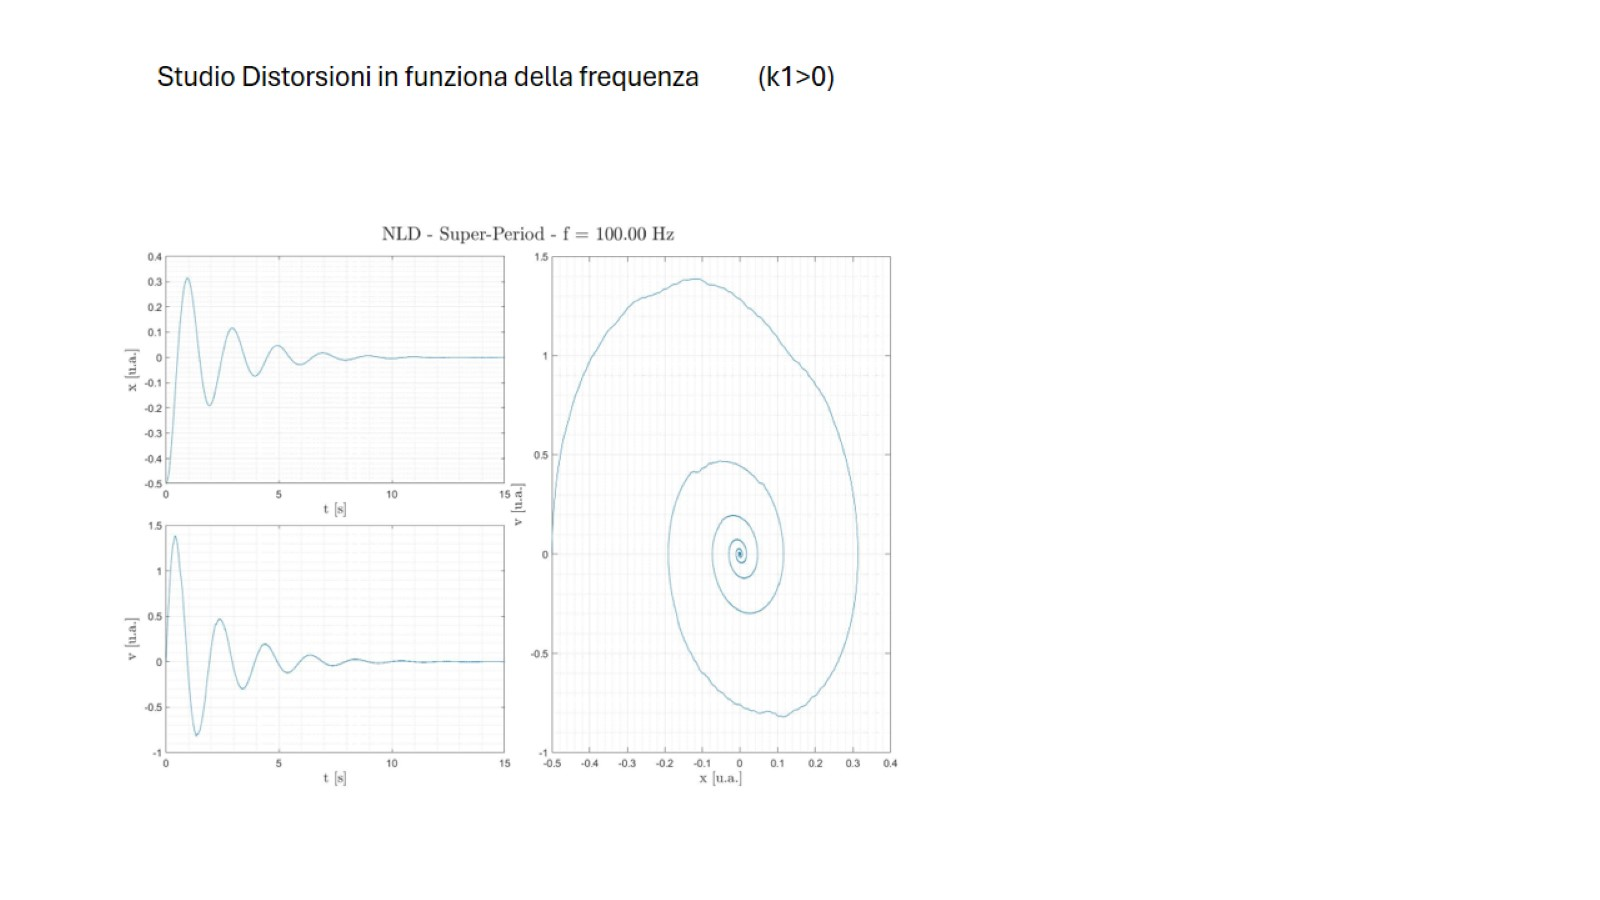 Studio Distorsioni in funziona della frequenza (k1>0)
NLD - Super-Period - f = 100.00 Hz
0.4
0.3
0.2
0.1
0
-0.1
-0.2
-0.3
-0.4
-0.5
x [u.a.]
0 5 10 15
t [s]
1.5
1
0.5
0
-0.5
-1
v [u.a.]
0 5 10 15
t [s]
1.5
1
0.5
0
-0.5
-1
v [u.a.]
-0.5 -0.4 -0.3 -0.2 -0.1 0 0.1 0.2 0.3 0.4
x [u.a.]